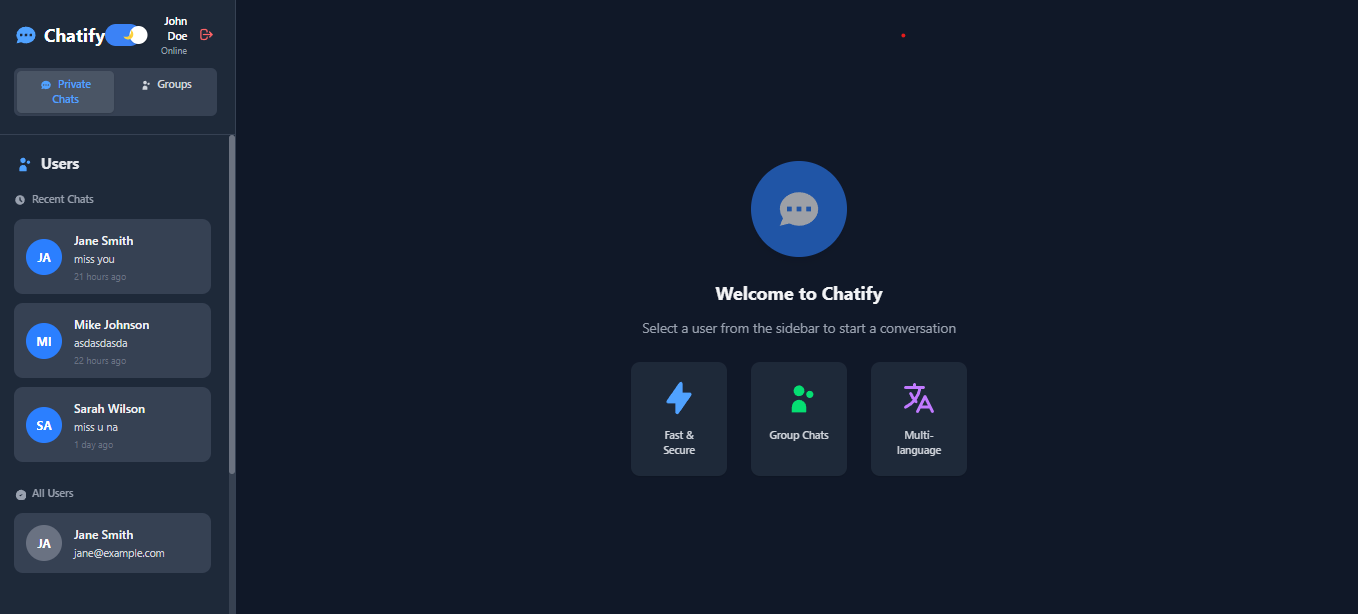 Chatify
John
Doe
Online
Private
Chats
Groups
Users
Recent Chats
JA
Jane Smith
miss you
21 hours ago
MI
Mike Johnson
asdasdasda
22 hours ago
SA
Sarah Wilson
miss u na
1 day ago
All Users
JA
Jane Smith
jane@example.com
Welcome to Chatify
Select a user from the sidebar to start a conversation
Fast &
Secure
Group Chats
Multi-
language